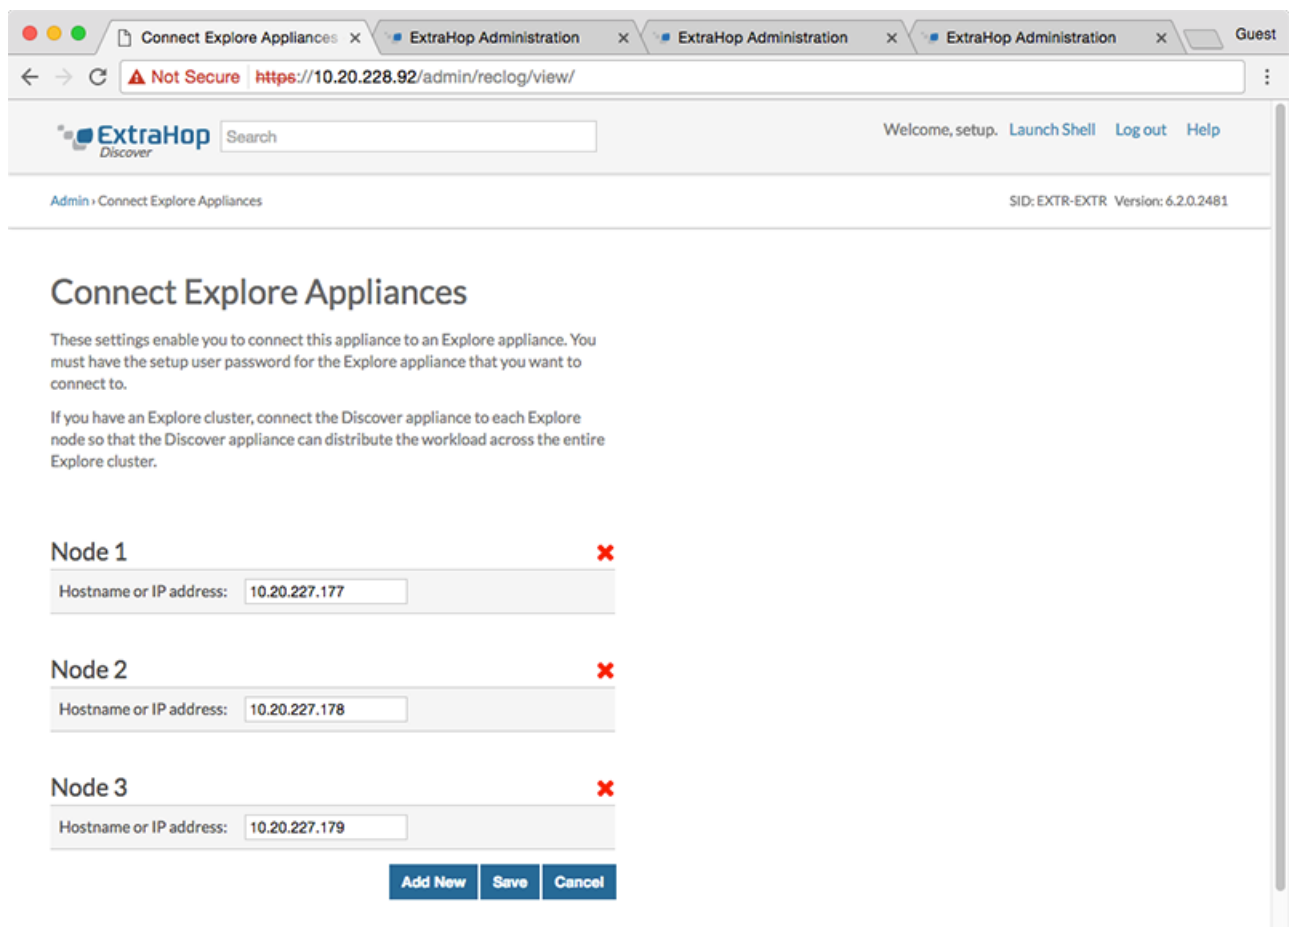 Connect Explore Appliances × ExtraHop Administration × ExtraHop Administration × ExtraHop Administration × Guest
Not Secure https://10.20.228.92/admin/reclog/view/
ExtraHop Discover Search Welcome, setup. Launch Shell Log out Help
Admin › Connect Explore Appliances SID: EXTR-EXTR Version: 6.2.0.2481
Connect Explore Appliances
These settings enable you to connect this appliance to an Explore appliance. You
must have the setup user password for the Explore appliance that you want to
connect to.
If you have an Explore cluster, connect the Discover appliance to each Explore
node so that the Discover appliance can distribute the workload across the entire
Explore cluster.
Node 1
Hostname or IP address: 10.20.227.177
Node 2
Hostname or IP address: 10.20.227.178
Node 3
Hostname or IP address: 10.20.227.179
Add New Save Cancel